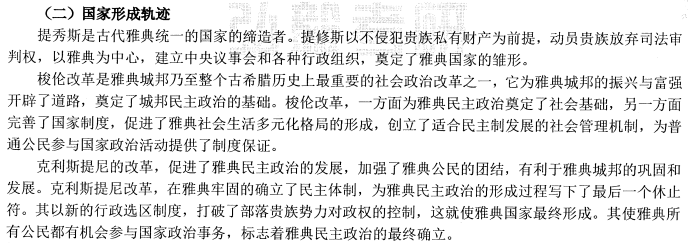 （二）国家形成轨迹
提秀斯是古代雅典统一的国家的缔造者。提修斯以不侵犯贵族私有财产为前提，动员贵族放弃司法审
判权，以雅典为中心，建立中央议事会和各种行政组织，奠定了雅典国家的雏形。
梭伦改革是雅典城邦乃至整个古希腊历史上最重要的社会政治改革之一，它为雅典城邦的振兴与富强
开辟了道路，奠定了城邦民主政治的基础。梭伦改革，一方面为雅典民主政治奠定了社会基础，另一方面
完善了国家制度，促进了雅典社会生活多元化格局的形成，创立了适合民主制发展的社会管理机制，为普
通公民参与国家政治活动提供了制度保证。
克利斯提尼的改革，促进了雅典民主政治的发展，加强了雅典公民的团结，有利于雅典城邦的巩固和
发展。克利斯提尼改革，在雅典牢固的确立了民主体制，为雅典民主政治的形成过程写下了最后一个休止
符。其以新的行政选区制度，打破了部落贵族势力对政权的控制，这就使雅典国家最终形成。其使雅典所
有公民都有机会参与国家政治事务，标志着雅典民主政治的最终确立。